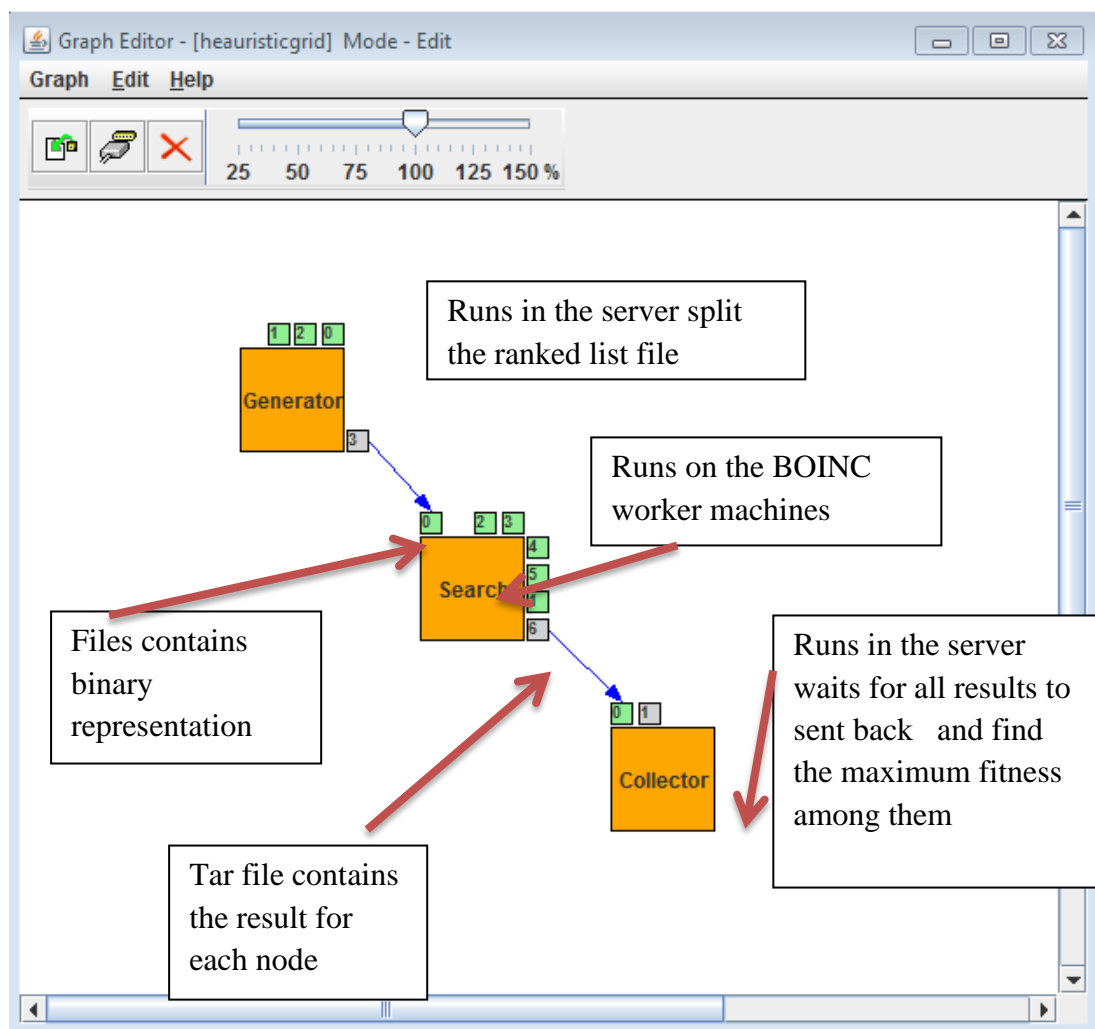 Graph Editor - [heauristicgrid] Mode - Edit
Graph Edit Help
25 50 75 100 125 150 %
Runs in the server split
the ranked list file
1 2 0
Generator
3
Runs on the BOINC
worker machines
0 2 3
4
5
1
Search
6
Files contains
binary
representation
Runs in the server
waits for all results to
sent back and find
the maximum fitness
among them
0 1
Collector
Tar file contains
the result for
each node